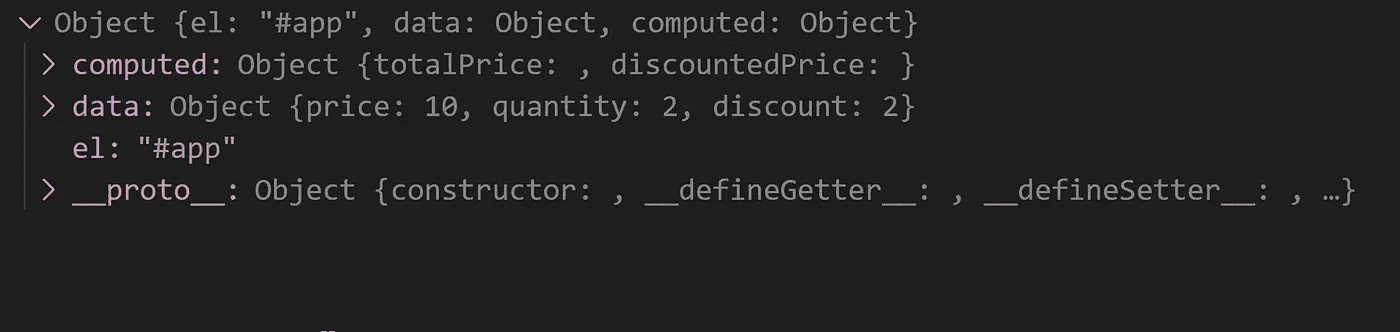 Object {el: "#app", data: Object, computed: Object}
computed: Object {totalPrice: , discountedPrice: }
data: Object {price: 10, quantity: 2, discount: 2}
el: "#app"
__proto__: Object {constructor: , __defineGetter__: , __defineSetter__: , …}